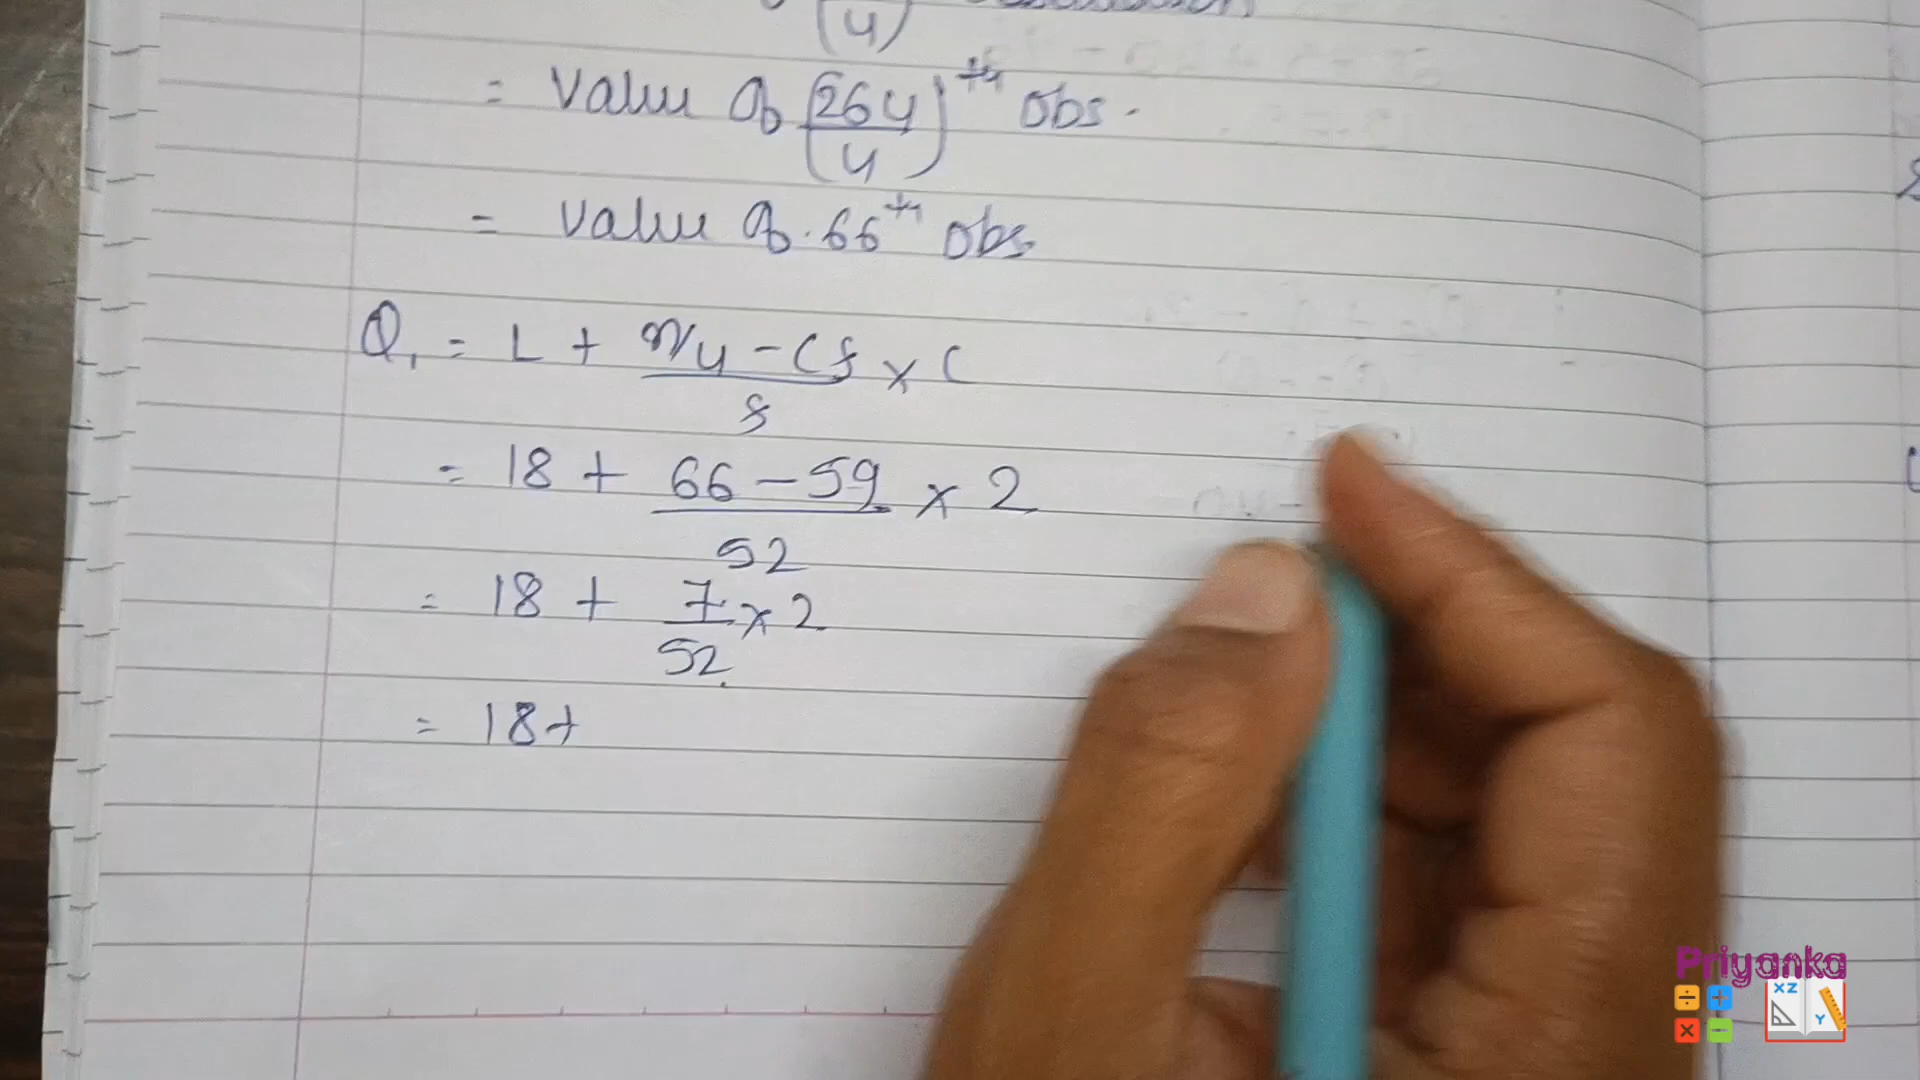 (4)
= Value of (264/4)th obs.
= Value of 66th obs
Q1 = L + n/4 - Cf × C
f
= 18 + 66 - 59 × 2
52
= 18 + 7 × 2
52
= 18 +
Priyanka
XZ
Y